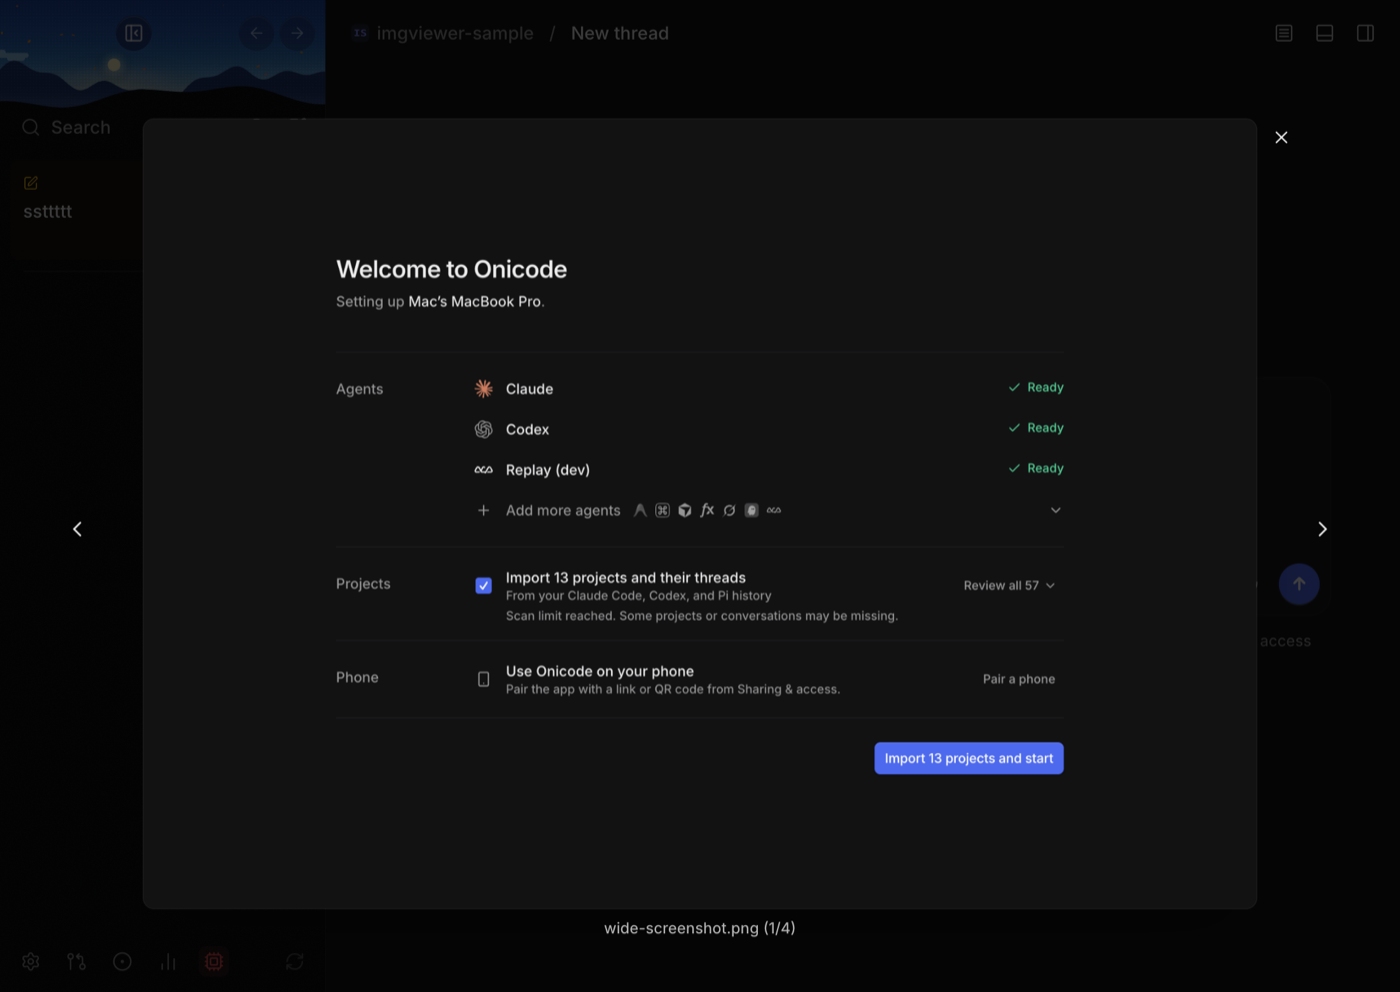 IS imgviewer-sample / New thread
Search
ssttttt
Welcome to Onicode
Setting up Mac’s MacBook Pro.
Agents
Claude
Ready
Codex
Ready
Replay (dev)
Ready
Add more agents
Projects
Import 13 projects and their threads
Review all 57
From your Claude Code, Codex, and Pi history
Scan limit reached. Some projects or conversations may be missing.
access
Phone
Use Onicode on your phone
Pair a phone
Pair the app with a link or QR code from Sharing & access.
Import 13 projects and start
wide-screenshot.png (1/4)